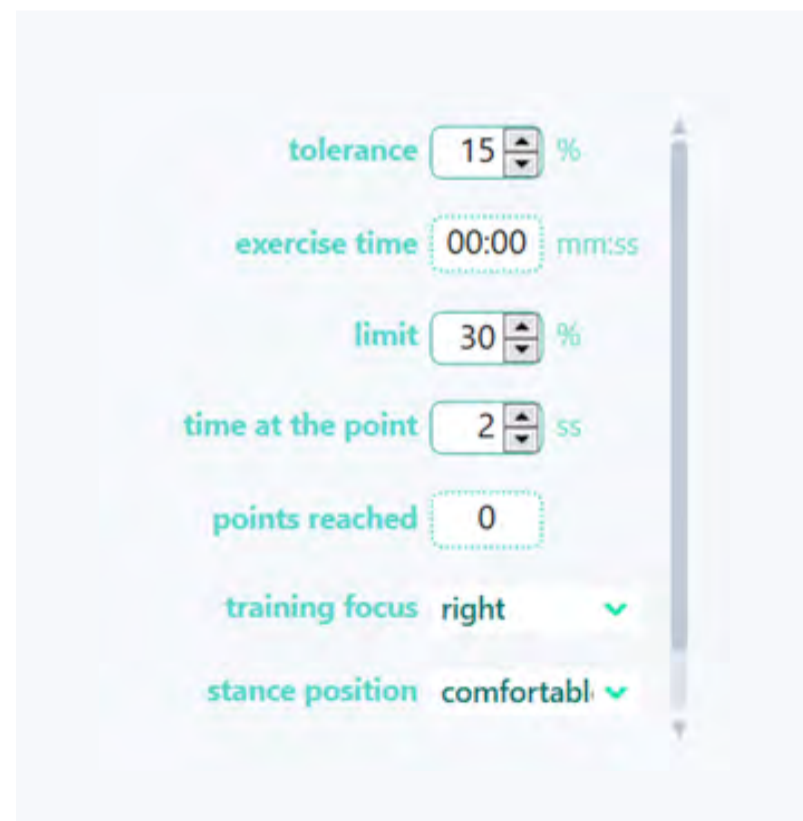 tolerance 15 %
exercise time 00:00 mm:ss
limit 30 %
time at the point 2 ss
points reached 0
training focus right
stance position comfortabl